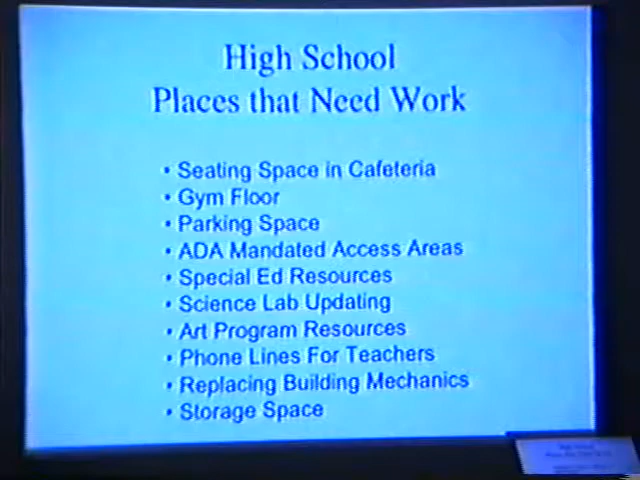 High School
Places that Need Work
• Seating Space in Cafeteria
• Gym Floor
• Parking Space
• ADA Mandated Access Areas
• Special Ed Resources
• Science Lab Updating
• Art Program Resources
• Phone Lines For Teachers
• Replacing Building Mechanics
• Storage Space